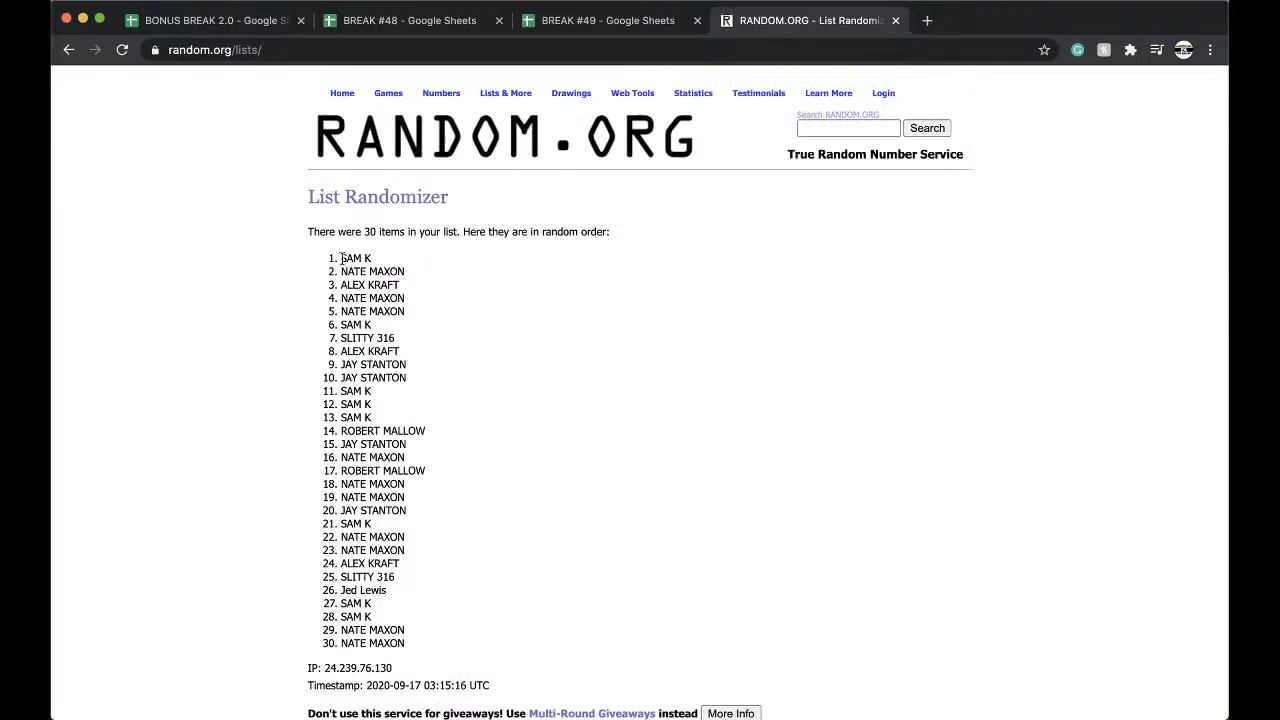 BONUS BREAK 2.0 - Google S
BREAK #48 - Google Sheets
BREAK #49 - Google Sheets
RANDOM.ORG - List Randomiz
random.org/lists/
Home Games Numbers Lists & More Drawings Web Tools Statistics Testimonials Learn More Login
RANDOM.ORG
Search RANDOM.ORG
Search
True Random Number Service
List Randomizer
There were 30 items in your list. Here they are in random order:
1. SAM K
2. NATE MAXON
3. ALEX KRAFT
4. NATE MAXON
5. NATE MAXON
6. SAM K
7. SLITTY 316
8. ALEX KRAFT
9. JAY STANTON
10. JAY STANTON
11. SAM K
12. SAM K
13. SAM K
14. ROBERT MALLOW
15. JAY STANTON
16. NATE MAXON
17. ROBERT MALLOW
18. NATE MAXON
19. NATE MAXON
20. JAY STANTON
21. SAM K
22. NATE MAXON
23. NATE MAXON
24. ALEX KRAFT
25. SLITTY 316
26. Jed Lewis
27. SAM K
28. SAM K
29. NATE MAXON
30. NATE MAXON
IP: 24.239.76.130
Timestamp: 2020-09-17 03:15:16 UTC
Don't use this service for giveaways! Use Multi-Round Giveaways instead More Info